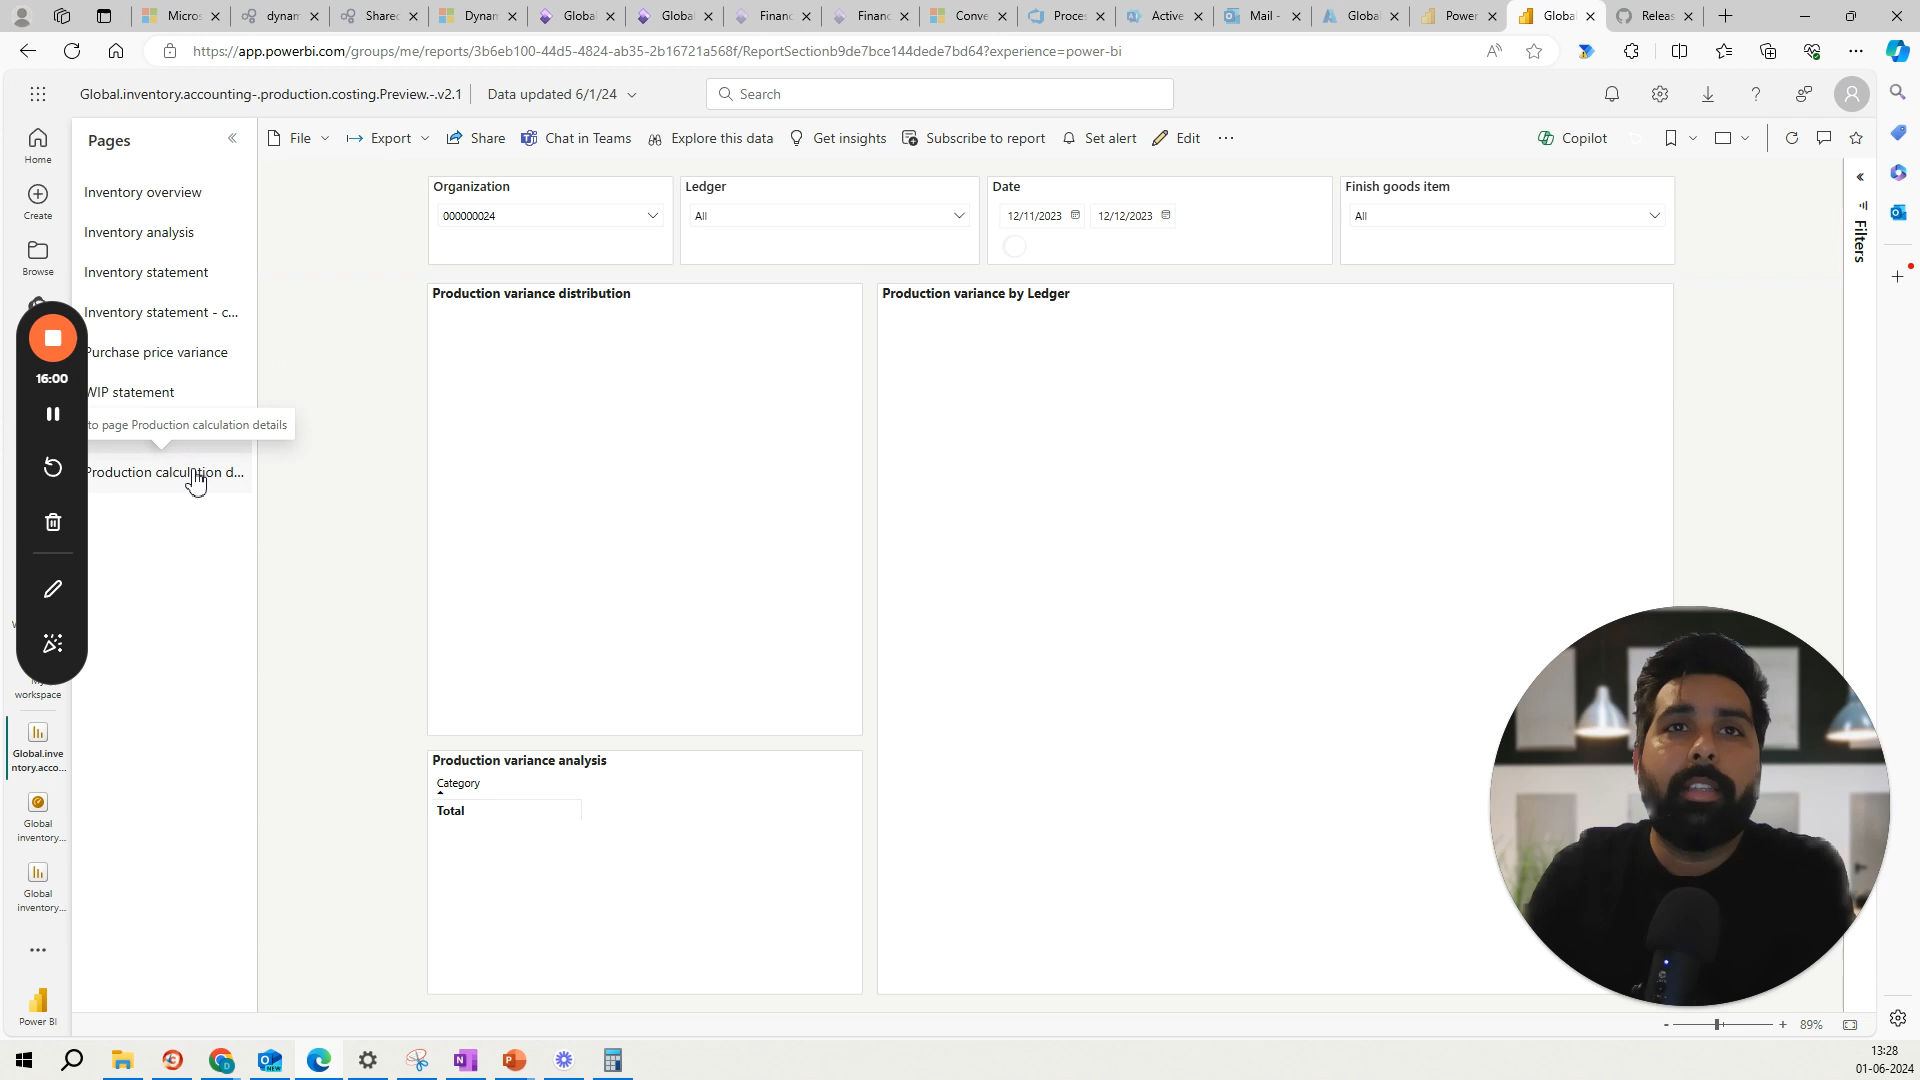 Micros
dynam
Sharec
Dynam
Global
Global
Financ
Financ
Conve
Proce:
Active
Mail -
Global
Power
Global
Releas
https://app.powerbi.com/groups/me/reports/3b6eb100-44d5-4824-ab35-2b16721a568f/ReportSectionb9de7bce144dede7bd64?experience=power-bi
Global.inventory.accounting-.production.costing.Preview.-.v2.1
Data updated 6/1/24
Search
Pages
File
Export
Share
Chat in Teams
Explore this data
Get insights
Subscribe to report
Set alert
Edit
Copilot
Home
Create
Browse
Inventory overview
Inventory analysis
Inventory statement
Inventory statement - c...
Purchase price variance
WIP statement
to page Production calculation details
Production calculation d...
16:00
workspace
Global.inve
ntory.acco...
Global
inventory...
Global
inventory...
Power BI
Organization
000000024
Ledger
All
Date
12/11/2023
12/12/2023
Finish goods item
All
Filters
Production variance distribution
Production variance by Ledger
Production variance analysis
Category
Total
- + 89%
13:28
01-06-2024